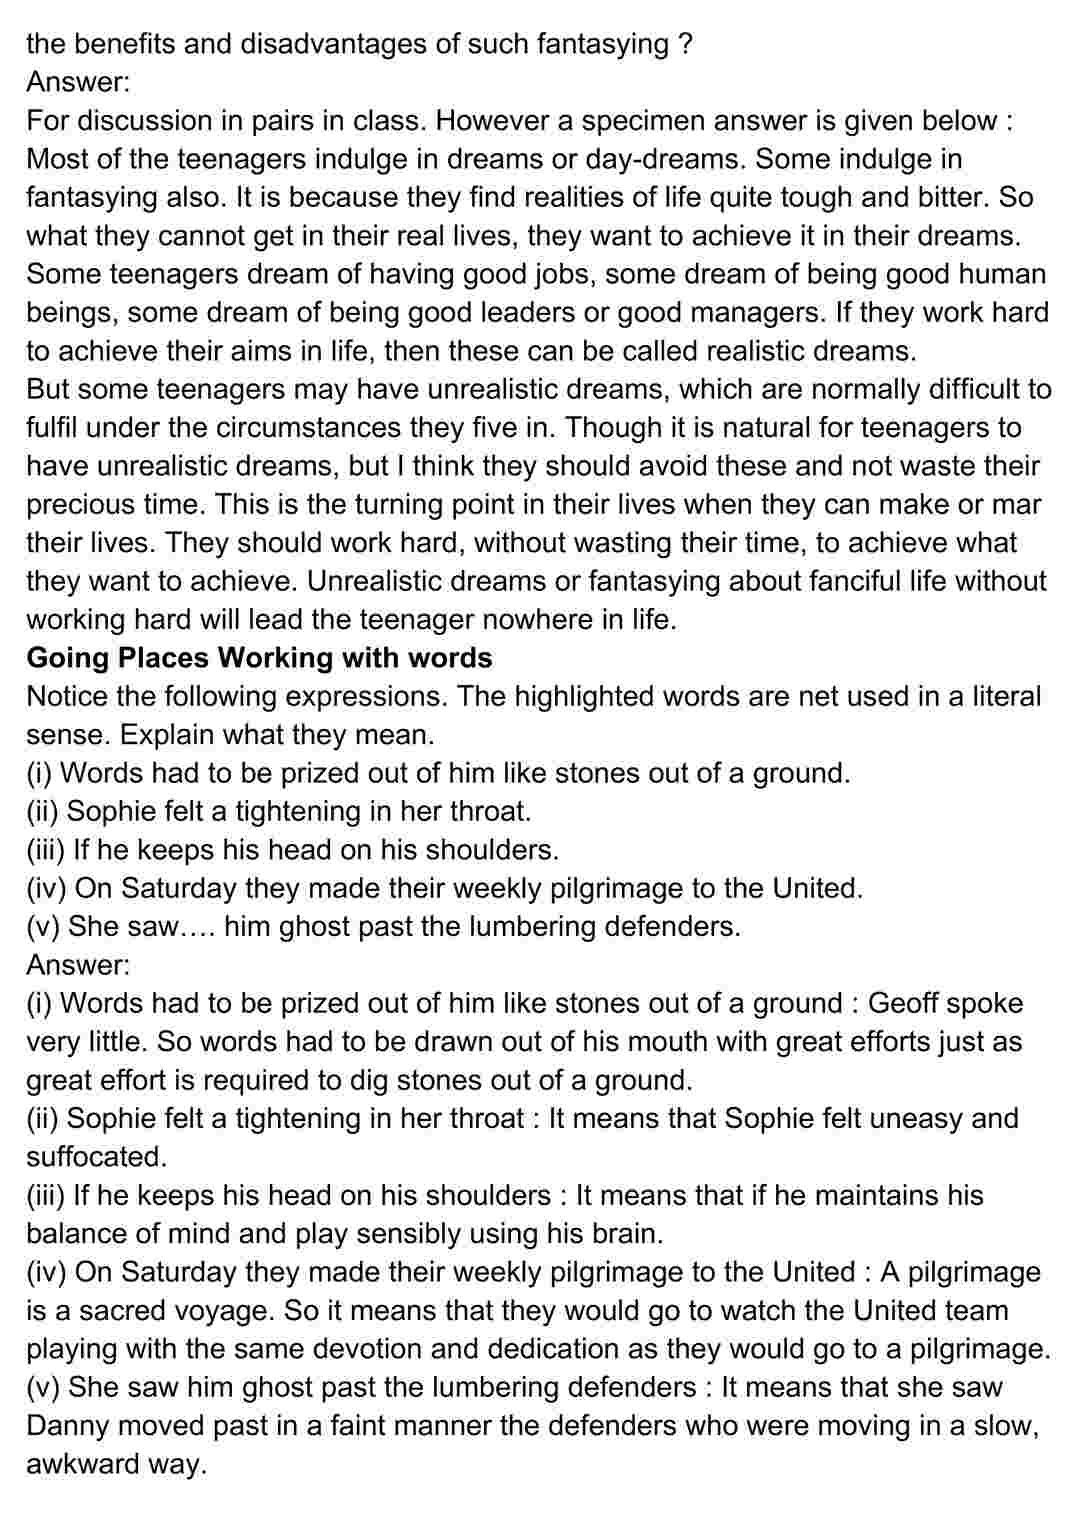 the benefits and disadvantages of such fantasying ?
Answer:
For discussion in pairs in class. However a specimen answer is given below :
Most of the teenagers indulge in dreams or day-dreams. Some indulge in
fantasying also. It is because they find realities of life quite tough and bitter. So
what they cannot get in their real lives, they want to achieve it in their dreams.
Some teenagers dream of having good jobs, some dream of being good human
beings, some dream of being good leaders or good managers. If they work hard
to achieve their aims in life, then these can be called realistic dreams.
But some teenagers may have unrealistic dreams, which are normally difficult to
fulfil under the circumstances they five in. Though it is natural for teenagers to
have unrealistic dreams, but I think they should avoid these and not waste their
precious time. This is the turning point in their lives when they can make or mar
their lives. They should work hard, without wasting their time, to achieve what
they want to achieve. Unrealistic dreams or fantasying about fanciful life without
working hard will lead the teenager nowhere in life.
Going Places Working with words
Notice the following expressions. The highlighted words are net used in a literal
sense. Explain what they mean.
(i) Words had to be prized out of him like stones out of a ground.
(ii) Sophie felt a tightening in her throat.
(iii) If he keeps his head on his shoulders.
(iv) On Saturday they made their weekly pilgrimage to the United.
(v) She saw…. him ghost past the lumbering defenders.
Answer:
(i) Words had to be prized out of him like stones out of a ground : Geoff spoke
very little. So words had to be drawn out of his mouth with great efforts just as
great effort is required to dig stones out of a ground.
(ii) Sophie felt a tightening in her throat : It means that Sophie felt uneasy and
suffocated.
(iii) If he keeps his head on his shoulders : It means that if he maintains his
balance of mind and play sensibly using his brain.
(iv) On Saturday they made their weekly pilgrimage to the United : A pilgrimage
is a sacred voyage. So it means that they would go to watch the United team
playing with the same devotion and dedication as they would go to a pilgrimage.
(v) She saw him ghost past the lumbering defenders : It means that she saw
Danny moved past in a faint manner the defenders who were moving in a slow,
awkward way.